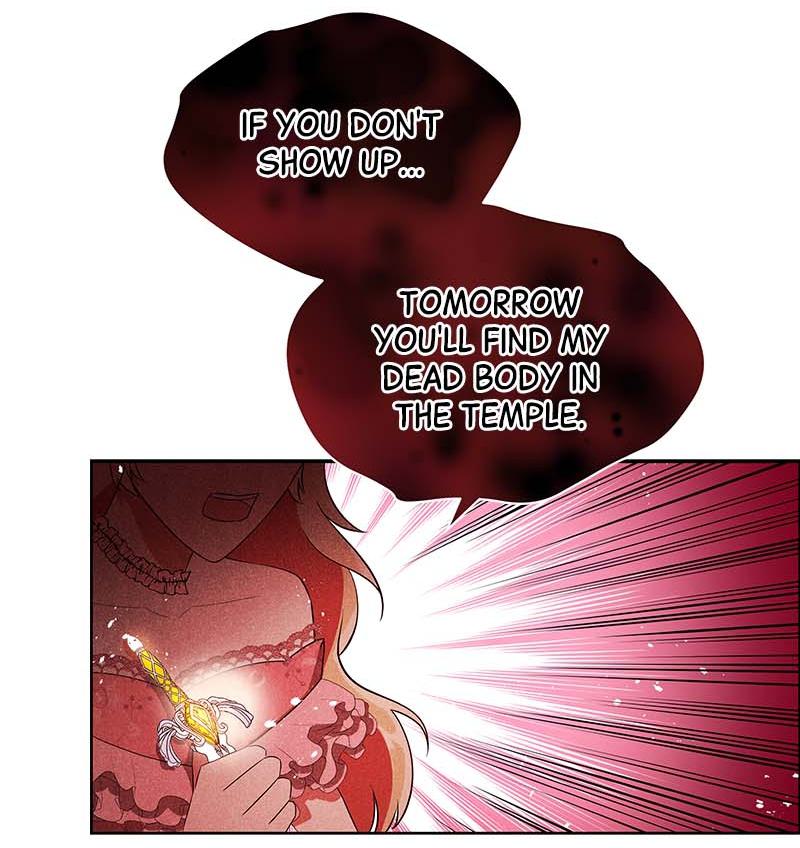 IF YOU DON'T
SHOW UP...
TOMORROW
YOU'LL FIND MY
DEAD BODY IN
THE TEMPLE.